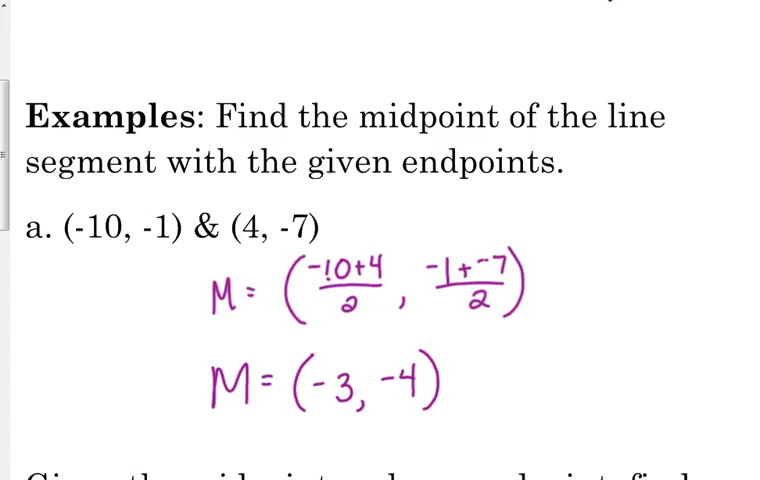 Examples: Find the midpoint of the line
segment with the given endpoints.
a. (-10, -1) & (4, -7)
M = (-10+4/2, -1+-7/2)
M = (-3, -4)